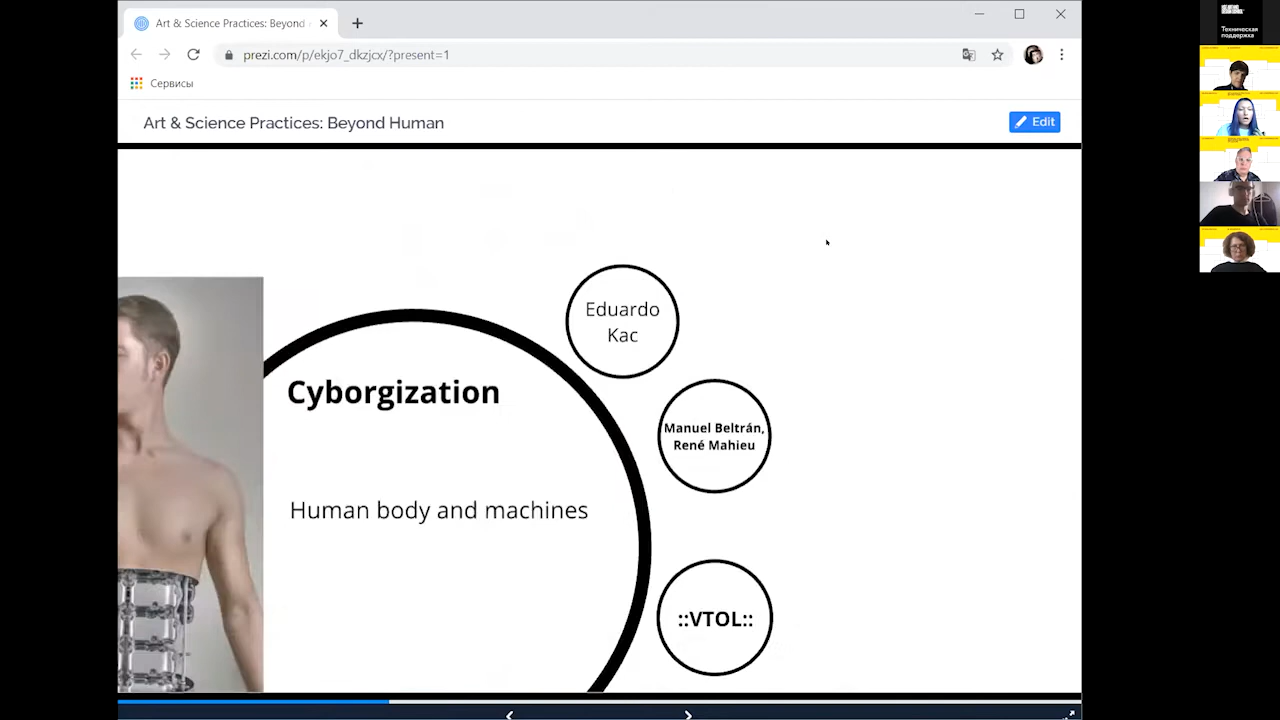 Art & Science Practices: Beyond
prezi.com/p/ekjo7_dkzjcx/?present=1
Сервисы
Art & Science Practices: Beyond Human
Edit
Eduardo
Kac
Cyborgization
Manuel Beltrán,
René Mahieu
Human body and machines
::VTOL::
Техническая
поддержка